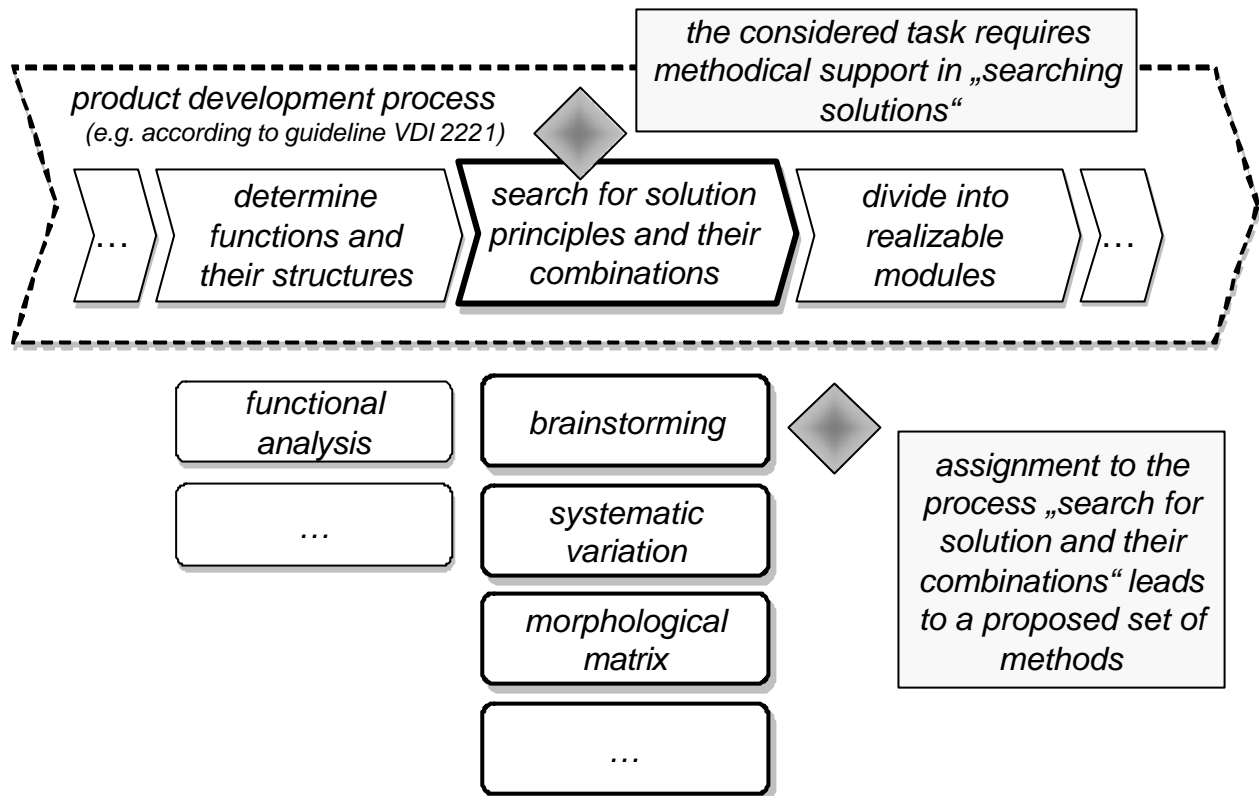 the considered task requires
methodical support in „searching
solutions“
product development process
(e.g. according to guideline VDI 2221)
…
determine
functions and
their structures
search for solution
principles and their
combinations
divide into
realizable
modules
…
functional
analysis
…
brainstorming
systematic
variation
morphological
matrix
…
assignment to the
process „search for
solution and their
combinations“ leads
to a proposed set of
methods